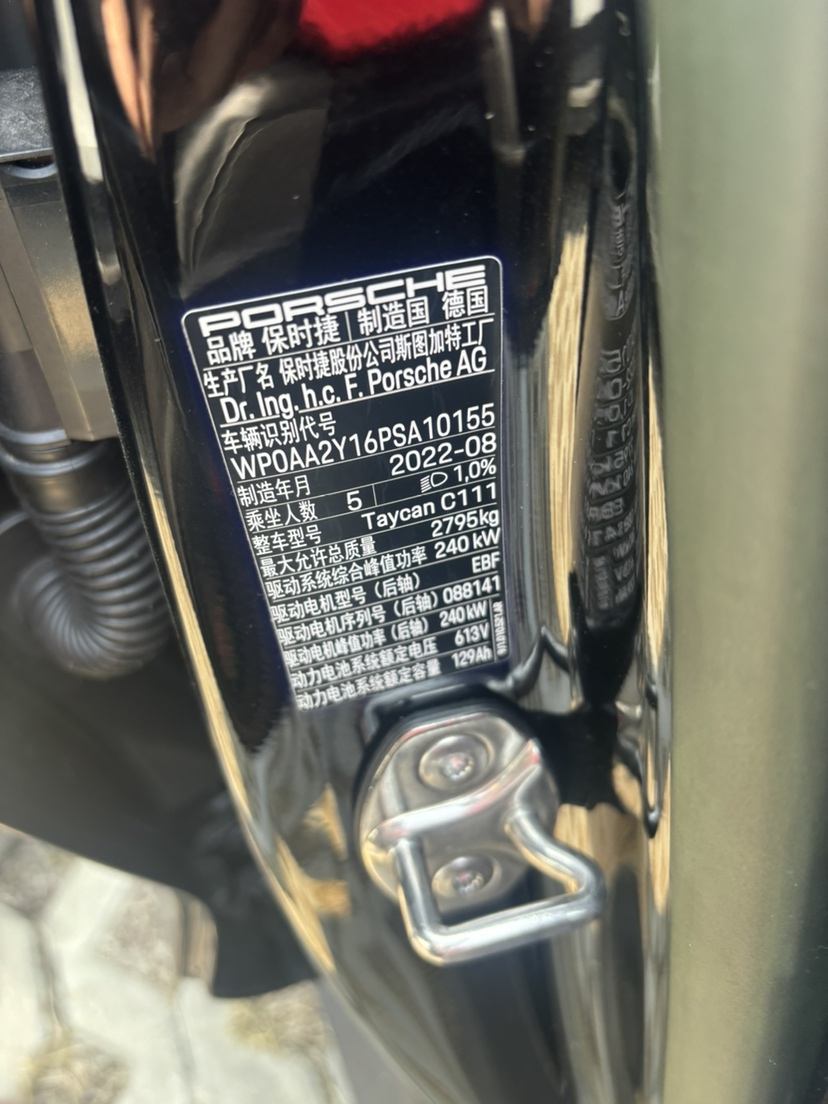 PORSCHE
品牌 保时捷 制造国 德国
生产厂名 保时捷股份公司斯图加特工厂
Dr. Ing. h.c. F. Porsche AG
车辆识别代号
WP0AA2Y16PSA10155
制造年月 2022-08
乘坐人数 5 1,0%
整车型号 Taycan C111
最大允许总质量 2795kg
驱动系统综合峰值功率 240 kW
驱动电机型号（后轴） EBF
驱动电机序列号（后轴） 088141
驱动电机峰值功率（后轴） 240 kW
动力电池系统额定电压 613V
动力电池系统额定容量 129Ah